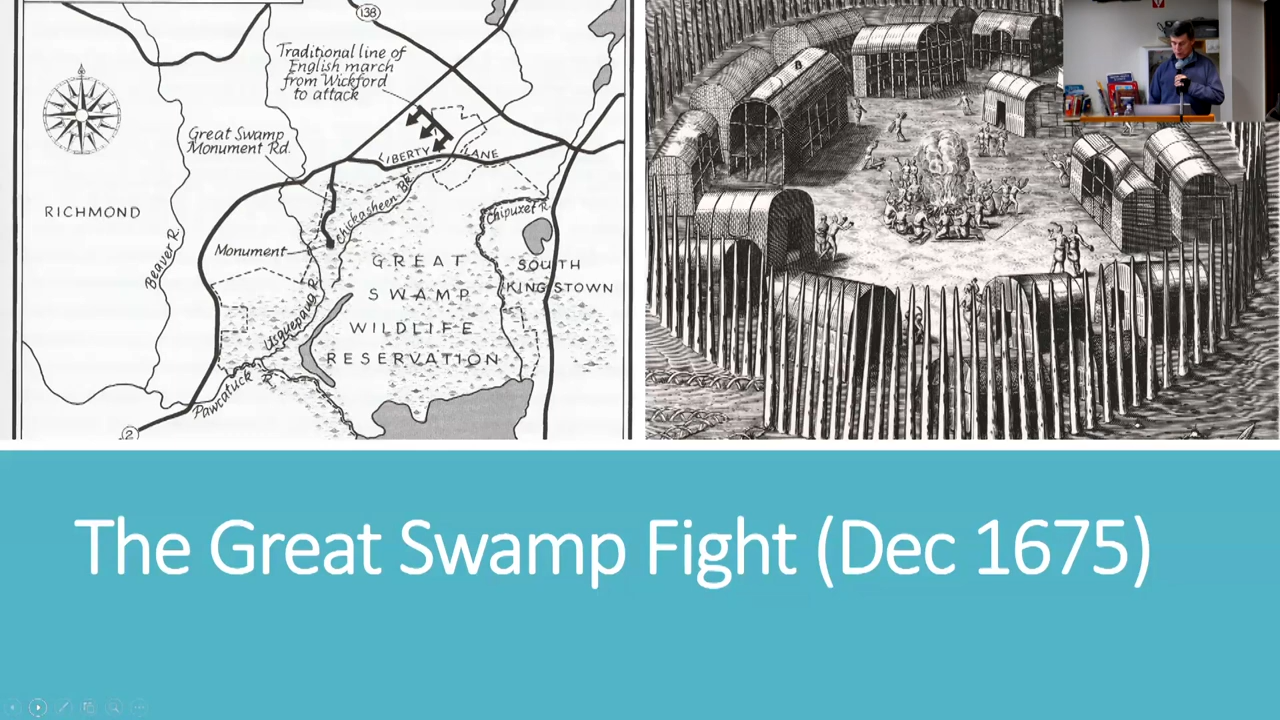 138
Traditional line of
English march
from Wickford
to attack
Great Swamp
Monument Rd.
LIBERTY LANE
RICHMOND
Chickasheen Br.
Chipuxet R.
Beaver R.
Monument
GREAT
SWAMP
WILDLIFE
RESERVATION
SOUTH
KINGSTOWN
Usquepaug R.
Pawcatuck R.
2
The Great Swamp Fight (Dec 1675)